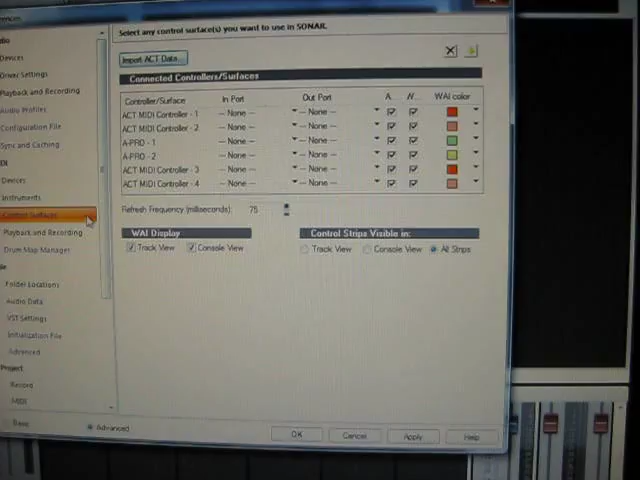 Select any control surface(s) you want to use in SONAR.
Devices
Driver Settings
Playback and Recording
Audio Profiles
Configuration File
Sync and Caching
Devices
Instruments
Control Surfaces
Playback and Recording
Drum Map Manager
Folder Locations
Audio Data
VST Settings
Initialization File
Advanced
Project
Record
MIDI
Basic
Advanced
Import ACT Data...
Connected Controllers/Surfaces
Controller/Surface In Port Out Port A... W... WAI color
ACT MIDI Controller - 1 -- None -- -- None --
ACT MIDI Controller - 2 -- None -- -- None --
A-PRO - 1 -- None -- -- None --
A-PRO - 2 -- None -- -- None --
ACT MIDI Controller - 3 -- None -- -- None --
ACT MIDI Controller - 4 -- None -- -- None --
Refresh Frequency (milliseconds): 75
WAI Display
Track View Console View
Control Strips Visible in:
Track View Console View All Strips
OK Cancel Apply Help